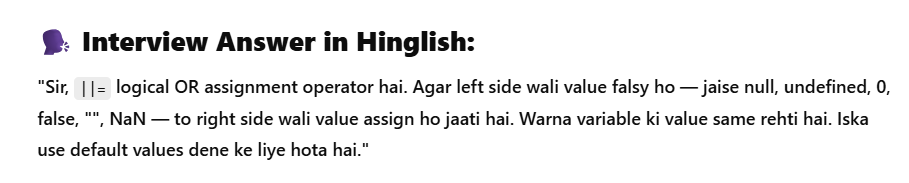 🗣️ Interview Answer in Hinglish:
"Sir, ||= logical OR assignment operator hai. Agar left side wali value falsy ho — jaise null, undefined, 0,
false, "", NaN — to right side wali value assign ho jaati hai. Warna variable ki value same rehti hai. Iska
use default values dene ke liye hota hai."